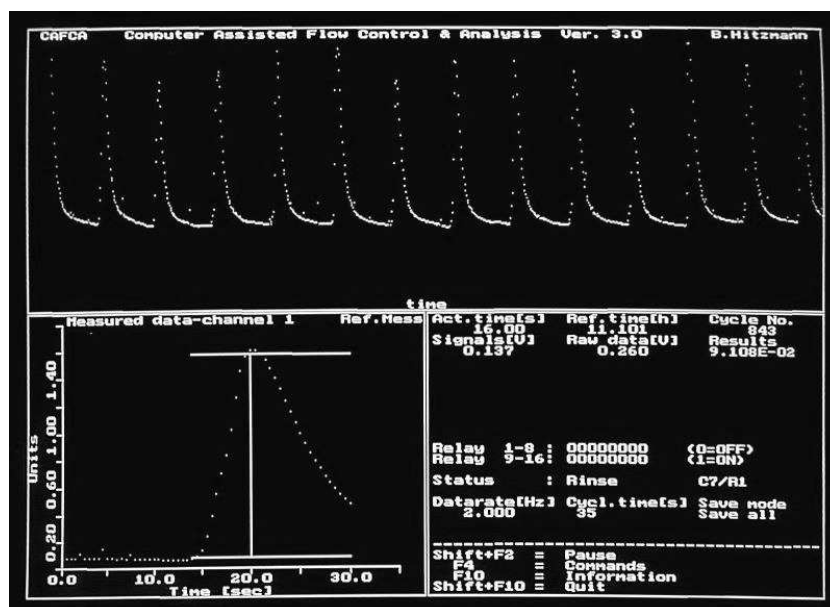 CAFCA Computer Assisted Flow Control & Analysis Ver. 3.0 B.Hitzmann
time
Measured data-channel 1 Ref.Mess
Units
1.40
1.00
0.60
0.20
0.0 10.0 20.0 30.0
Time [sec]
Act.time[s] Ref.time[h] Cycle No.
16.00 11.101 843
Signals[V] Raw data[V] Results
0.137 0.260 9.108E-02
Relay 1-8 : 00000000 (0=OFF)
Relay 9-16: 00000000 (1=ON)
Status : Rinse C7/R1
Datarate[Hz] Cycl.time[s] Save mode
2.000 35 Save all
Shift+F2 = Pause
F4 = Commands
F10 = Information
Shift+F10 = Quit